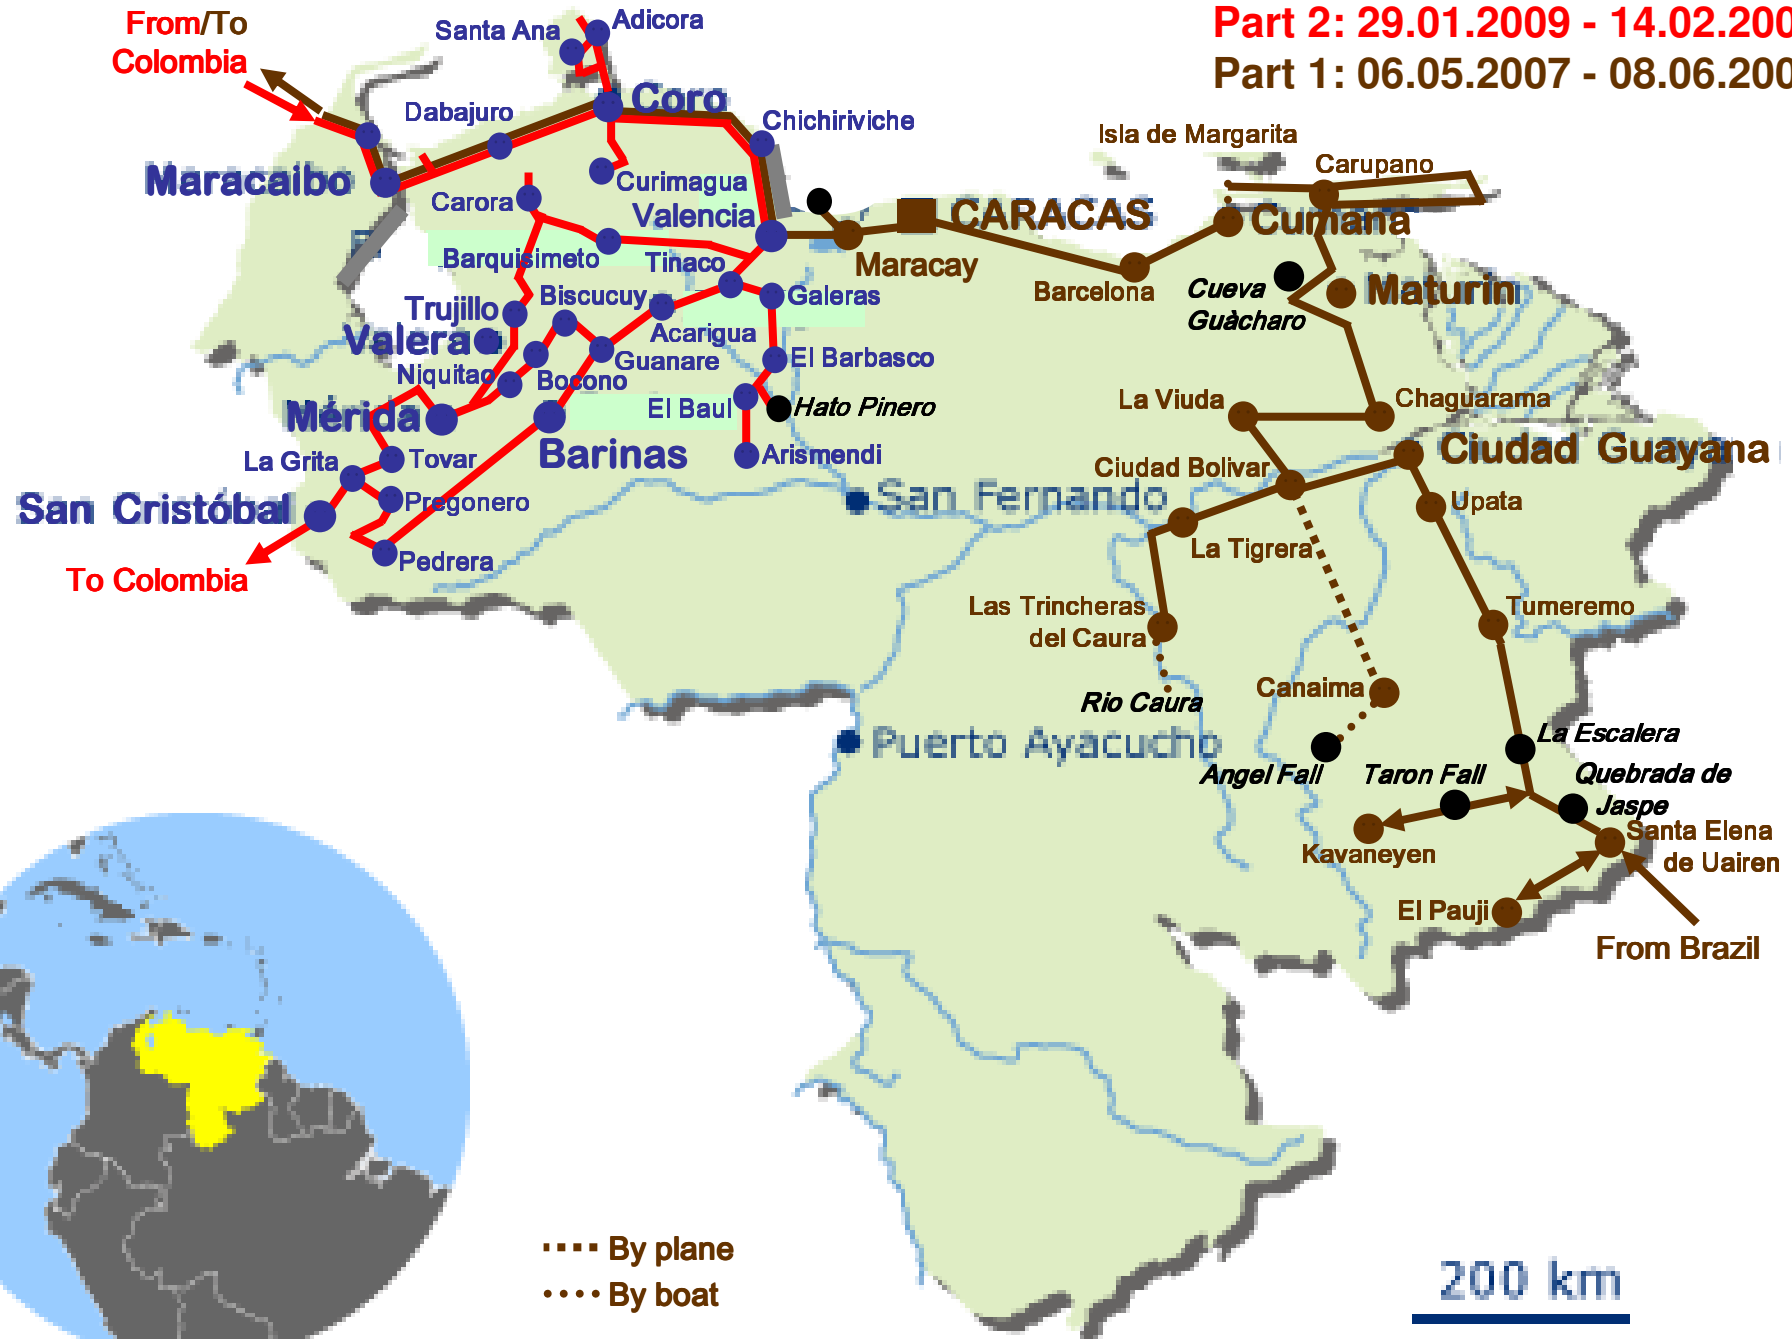 From/To
Colombia
Part 2: 29.01.2009 - 14.02.200
Part 1: 06.05.2007 - 08.06.200
Santa Ana
Adicora
Dabajuro
Coro
Chichiriviche
Isla de Margarita
Carupano
Maracaibo
Curimagua
Carora
Valencia
CARACAS
Cumana
Barquisimeto
Tinaco
Maracay
Barcelona
Cueva
Guàcharo
Maturin
Trujillo
Biscucuy
Galeras
Valera
Acarigua
Guanare
El Barbasco
Niquitao
Bocono
Mérida
El Baul
Hato Pinero
La Viuda
Chaguarama
Barinas
Arismendi
La Grita
Tovar
Ciudad Guayana
Ciudad Bolivar
San Cristóbal
Pregonero
San Fernando
Upata
Pedrera
La Tigrera
To Colombia
Las Trincheras
del Caura
Tumeremo
Rio Caura
Canaima
Puerto Ayacucho
La Escalera
Angel Fall
Taron Fall
Quebrada de
Jaspe
Kavaneyen
Santa Elena
de Uairen
El Pauji
From Brazil
By plane
By boat
200 km